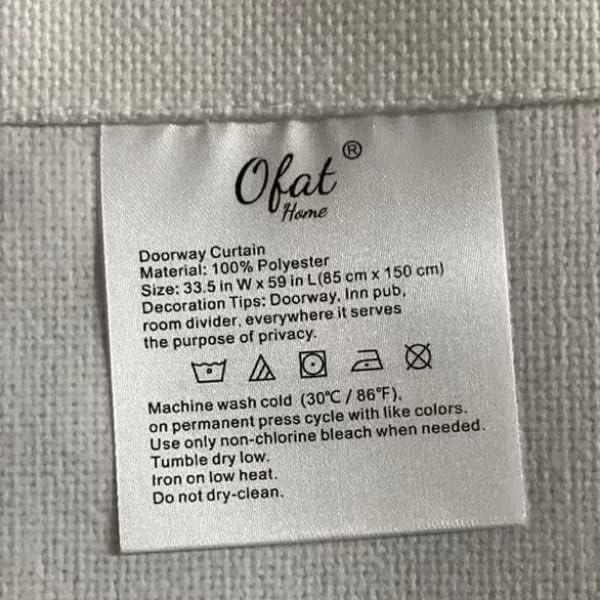 Ofat®
Home
Doorway Curtain
Material: 100% Polyester
Size: 33.5 in W x 59 in L(85 cm x 150 cm)
Decoration Tips: Doorway, Inn pub,
room divider, everywhere it serves
the purpose of privacy.
Machine wash cold (30℃ / 86℉),
on permanent press cycle with like colors.
Use only non-chlorine bleach when needed.
Tumble dry low.
Iron on low heat.
Do not dry-clean.